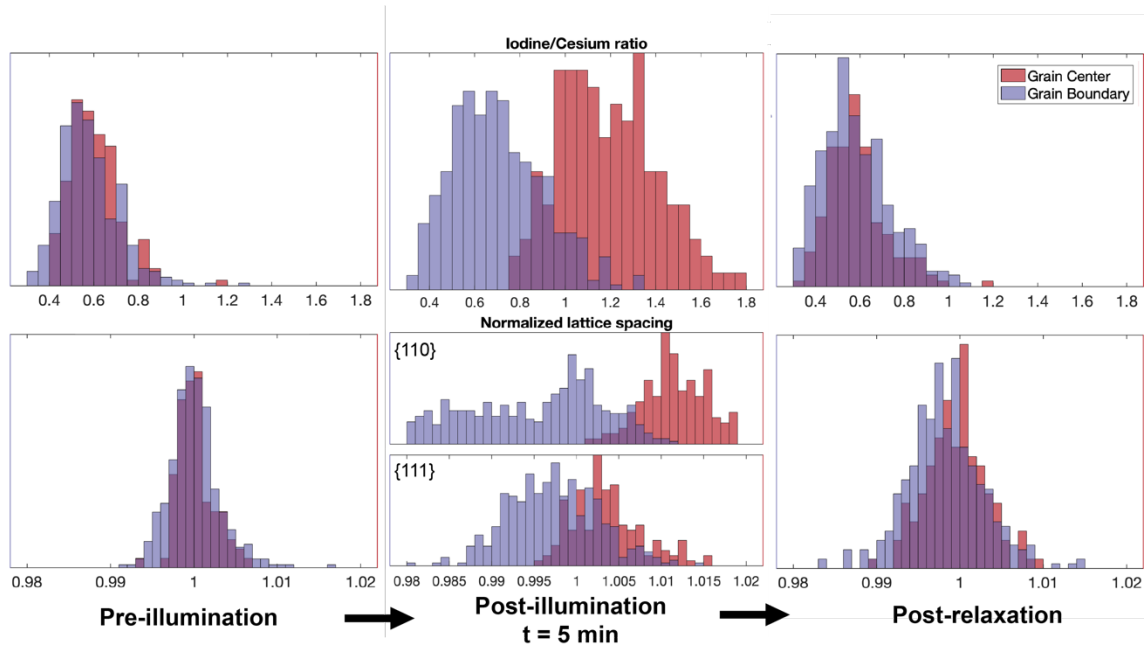 Iodine/Cesium ratio
Grain Center
Grain Boundary
0.4 0.6 0.8 1 1.2 1.4 1.6 1.8
0.4 0.6 0.8 1 1.2 1.4 1.6 1.8
0.4 0.6 0.8 1 1.2 1.4 1.6 1.8
Normalized lattice spacing
{110}
{111}
0.98 0.99 1 1.01 1.02
0.98 0.985 0.99 0.995 1 1.005 1.01 1.015 1.02
0.98 0.99 1 1.01 1.02
Pre-illumination
Post-illumination
t = 5 min
Post-relaxation